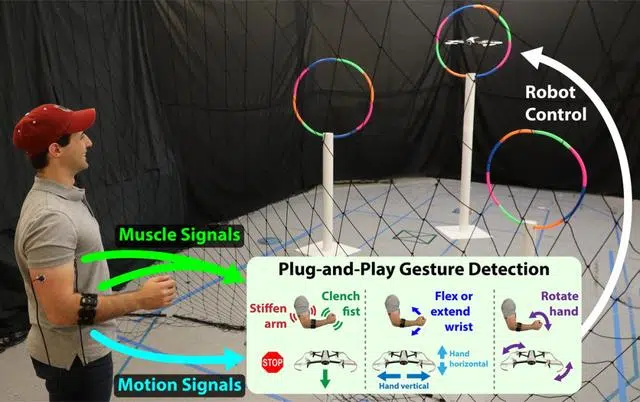 Robot
Control
Muscle Signals
Plug-and-Play Gesture Detection
Stiffen
arm
Clench
fist
Flex or
extend
wrist
Rotate
hand
STOP
Hand
horizontal
Hand vertical
Motion Signals